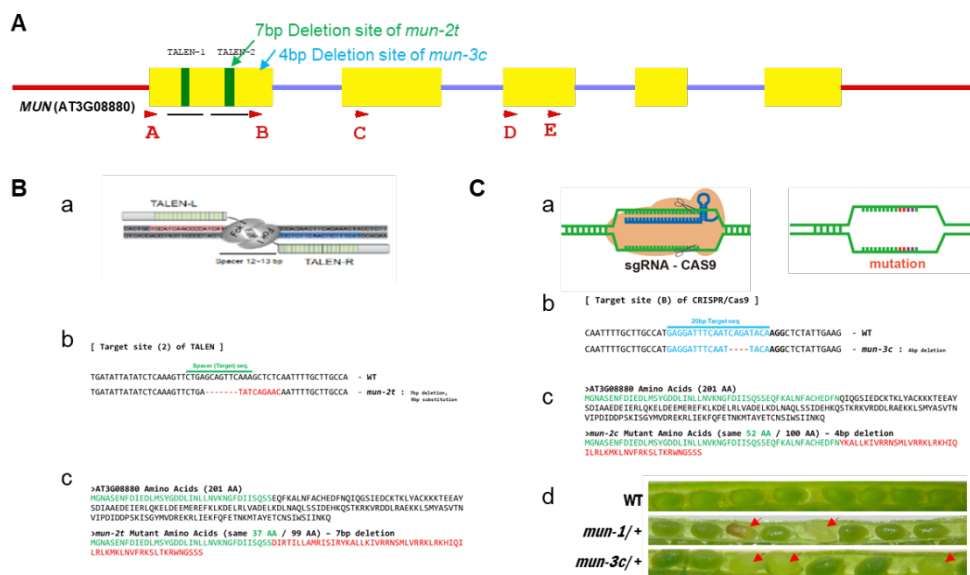 A
7bp Deletion site of mun-2t
TALEN-1 TALEN-2
4bp Deletion site of mun-3c
MUN (AT3G08880)
A B C D E
B
a
TALEN-L
Spacer 12~13 bp
TALEN-R
b
[ Target site (2) of TALEN ]
Spacer (Target) seq.
TGATATTATATCTCAAAGTTCTGAGCAGTTCAAAGCTCTCAATTTTGCTTGCCA - WT
TGATATTATATCTCAAAGTTCTGA-------TATCAGAACAATTTTGCTTGCCA - mun-2t : 7bp deletion,
9bp substitution
c
>AT3G08880 Amino Acids (201 AA)
MGNASENFDIEDLMSYGDDLINLLNVKNGFDIISQSSEQFKALNFACHEDFNQIQGSIEDCKTKLYACKKKTEEAY
SDIAAEDEIERLQKELDEEMEREFKLKDELRLVADELKDLNAQLSSIDEHKQSTKRKVRDDLRAEKKLSMYASVTN
VIPDIDDPSKISGYMVDREKRLIEKFQFETNKMTAYETCNSIWSIINKQ
>mun-2t Mutant Amino Acids (same 37 AA / 99 AA) – 7bp deletion
MGNASENFDIEDLMSYGDDLINLLNVKNGFDIISQSSDIRTILLAMRISIRYKALLKIVRRNSMLVRRKLRKHIQI
LRLKMKLNVFRKSLTKRWNGSSS
C
a
sgRNA - CAS9
mutation
b
[ Target site (B) of CRISPR/Cas9 ]
20bp Target seq
CAATTTTGCTTGCCATGAGGATTTCAATCAGATACAAGGCTCTATTGAAG - WT
CAATTTTGCTTGCCATGAGGATTTCAAT----TACAAGGCTCTATTGAAG - mun-3c : 4bp deletion
c
>AT3G08880 Amino Acids (201 AA)
MGNASENFDIEDLMSYGDDLINLLNVKNGFDIISQSSEQFKALNFACHEDFNQIQGSIEDCKTKLYACKKKTEEAY
SDIAAEDEIERLQKELDEEMEREFKLKDELRLVADELKDLNAQLSSIDEHKQSTKRKVRDDLRAEKKLSMYASVTN
VIPDIDDPSKISGYMVDREKRLIEKFQFETNKMTAYETCNSIWSIINKQ
>mun-2c Mutant Amino Acids (same 52 AA / 100 AA) – 4bp deletion
MGNASENFDIEDLMSYGDDLINLLNVKNGFDIISQSSEQFKALNFACHEDFNYKALLKIVRRNSMLVRRKLRKHIQ
ILRLKMKLNVFRKSLTKRWNGSSS
d
WT
mun-1/+
mun-3c/+